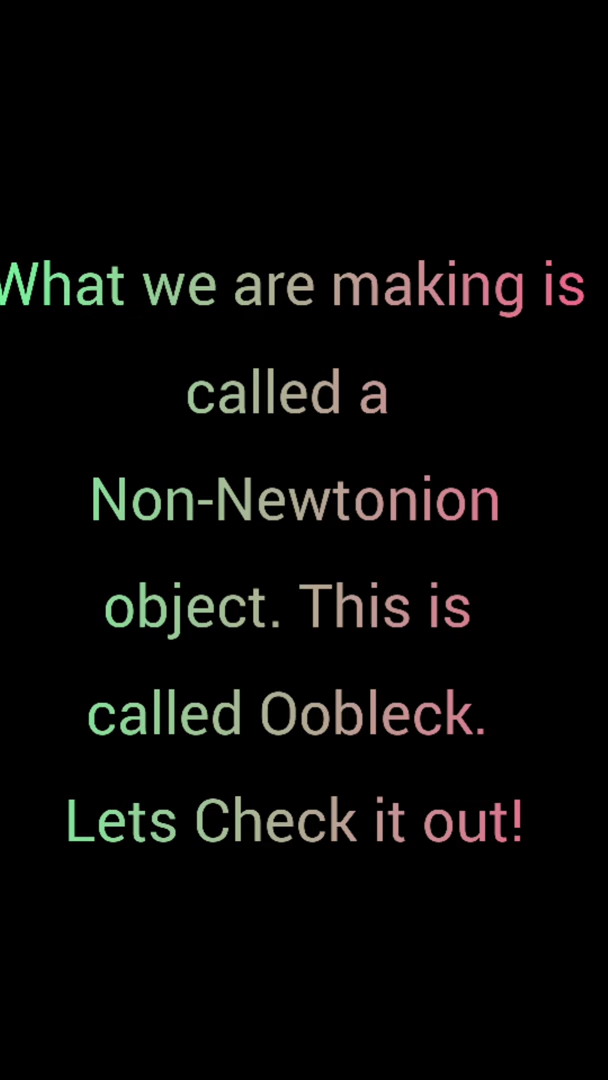 What we are making is
called a
Non-Newtonion
object. This is
called Oobleck.
Lets Check it out!